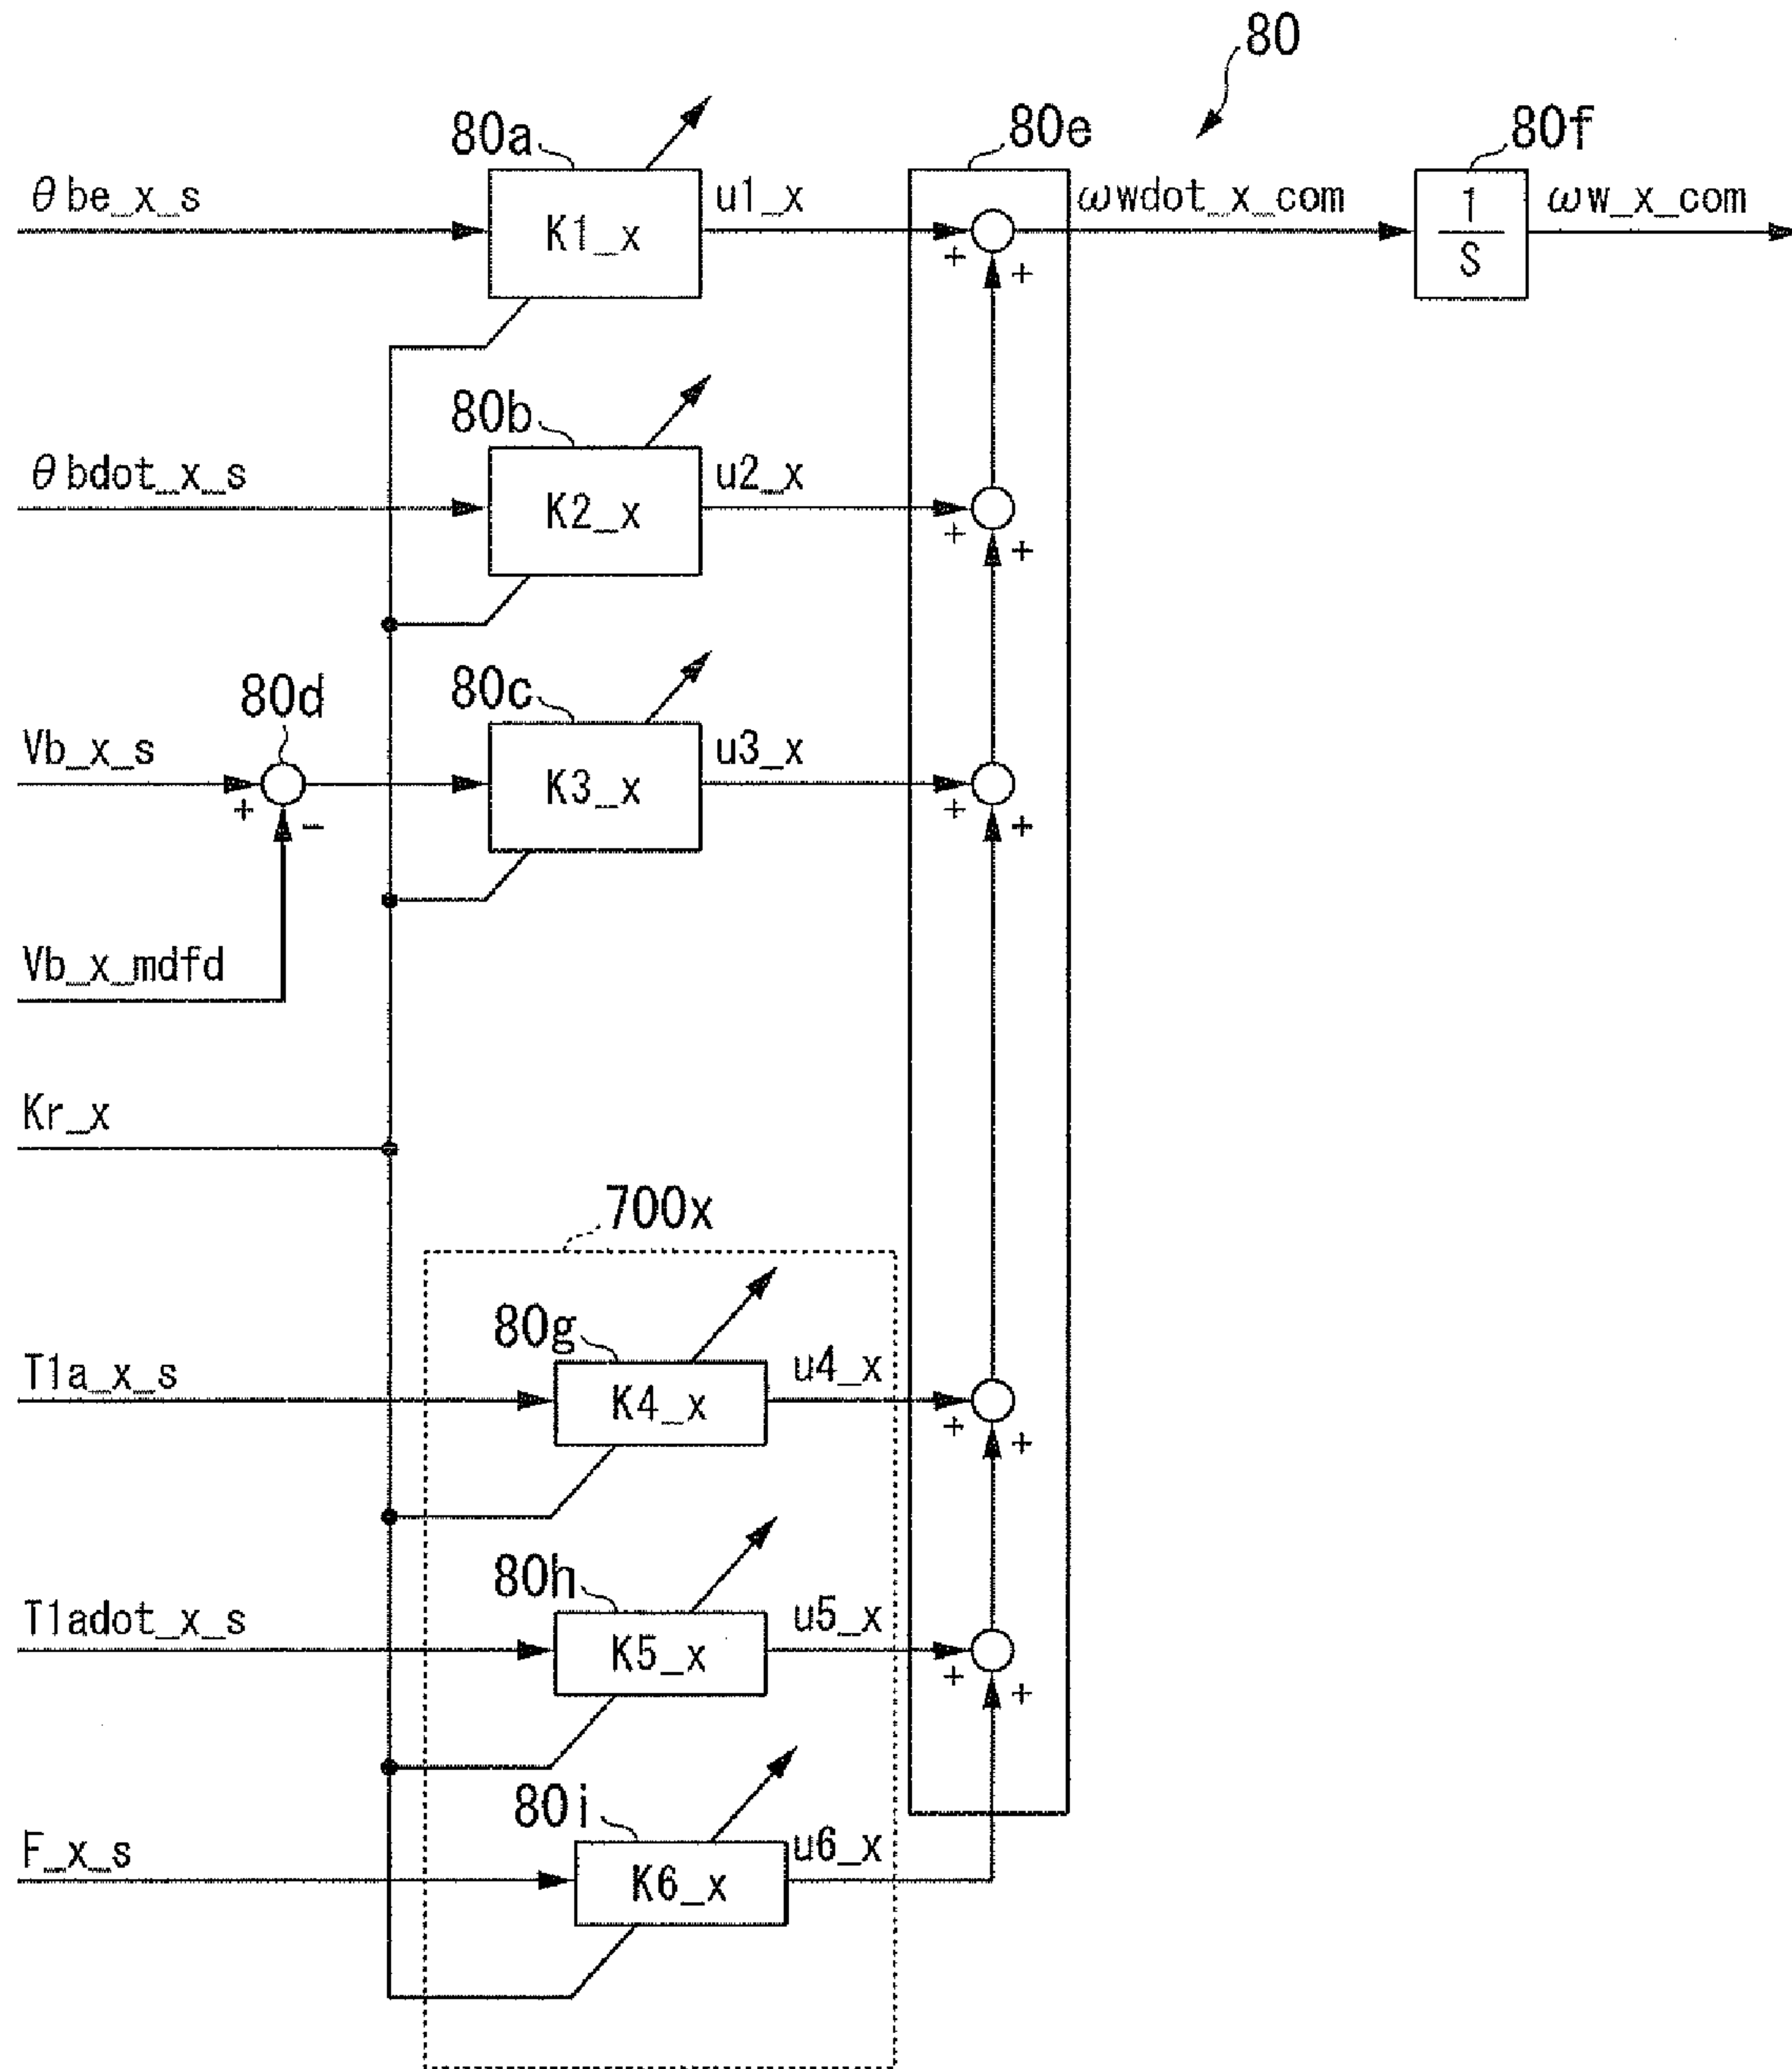 80
80a
80e
80f
θbe_x_s
K1_x
u1_x
+
+
ωwdot_x_com
1
S
ωw_x_com
80b
θbdot_x_s
K2_x
u2_x
+
+
80d
80c
Vb_x_s
+
-
K3_x
u3_x
+
+
Vb_x_mdfd
Kr_x
700x
80g
T1a_x_s
K4_x
u4_x
+
+
80h
T1adot_x_s
K5_x
u5_x
+
+
80i
F_x_s
K6_x
u6_x